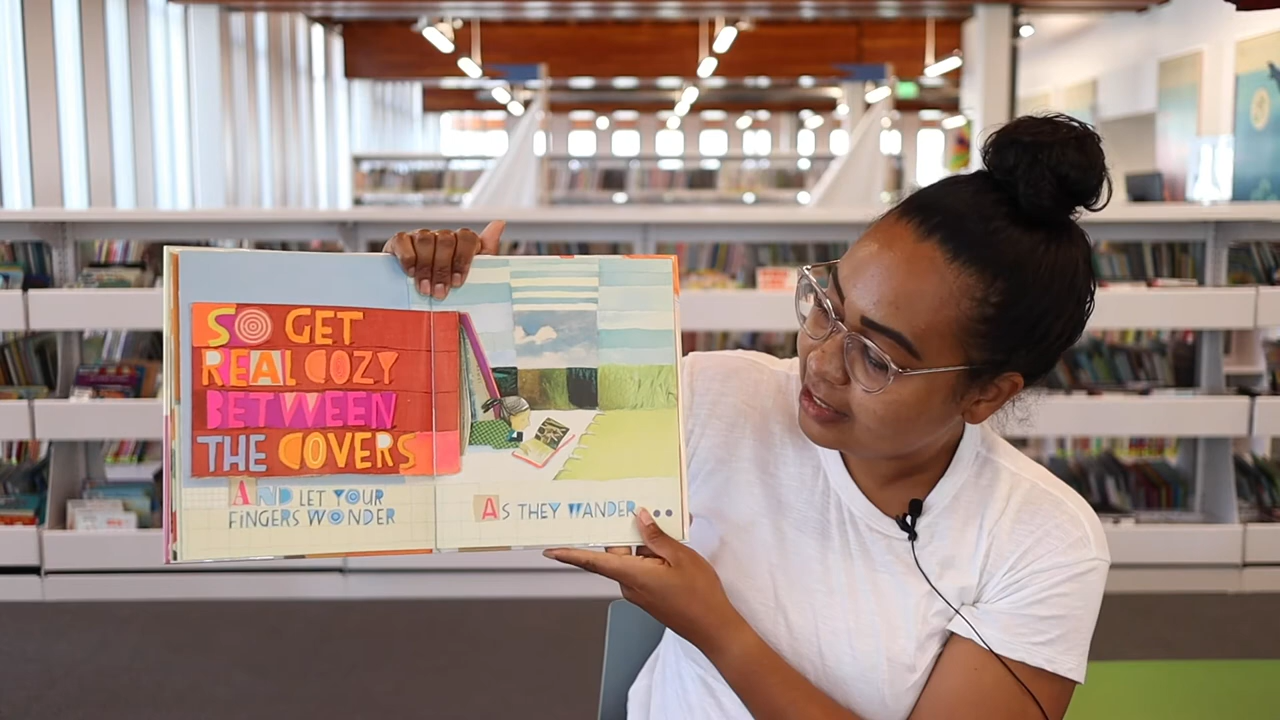 SO GET
REAL COZY
BETWEEN
THE COVERS
AND LET YOUR
FINGERS WONDER
AS THEY WANDER...